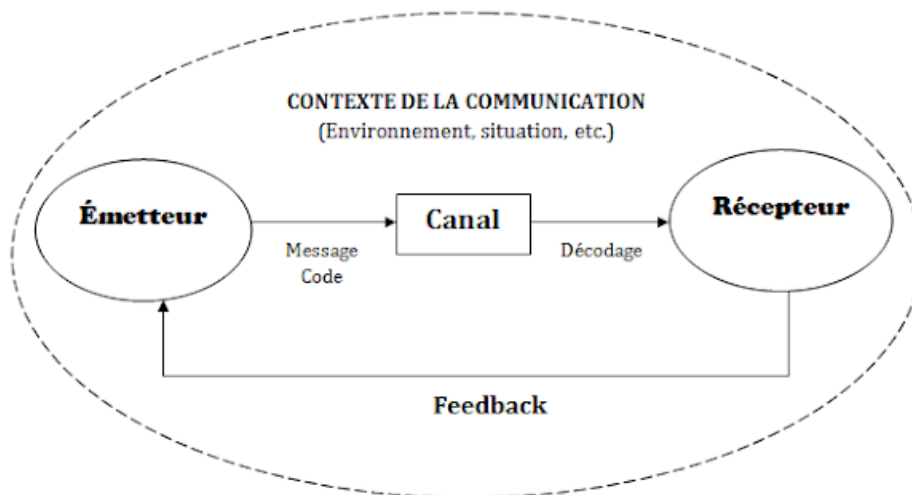 CONTEXTE DE LA COMMUNICATION
(Environnement, situation, etc.)
Émetteur
Message
Code
Canal
Décodage
Récepteur
Feedback